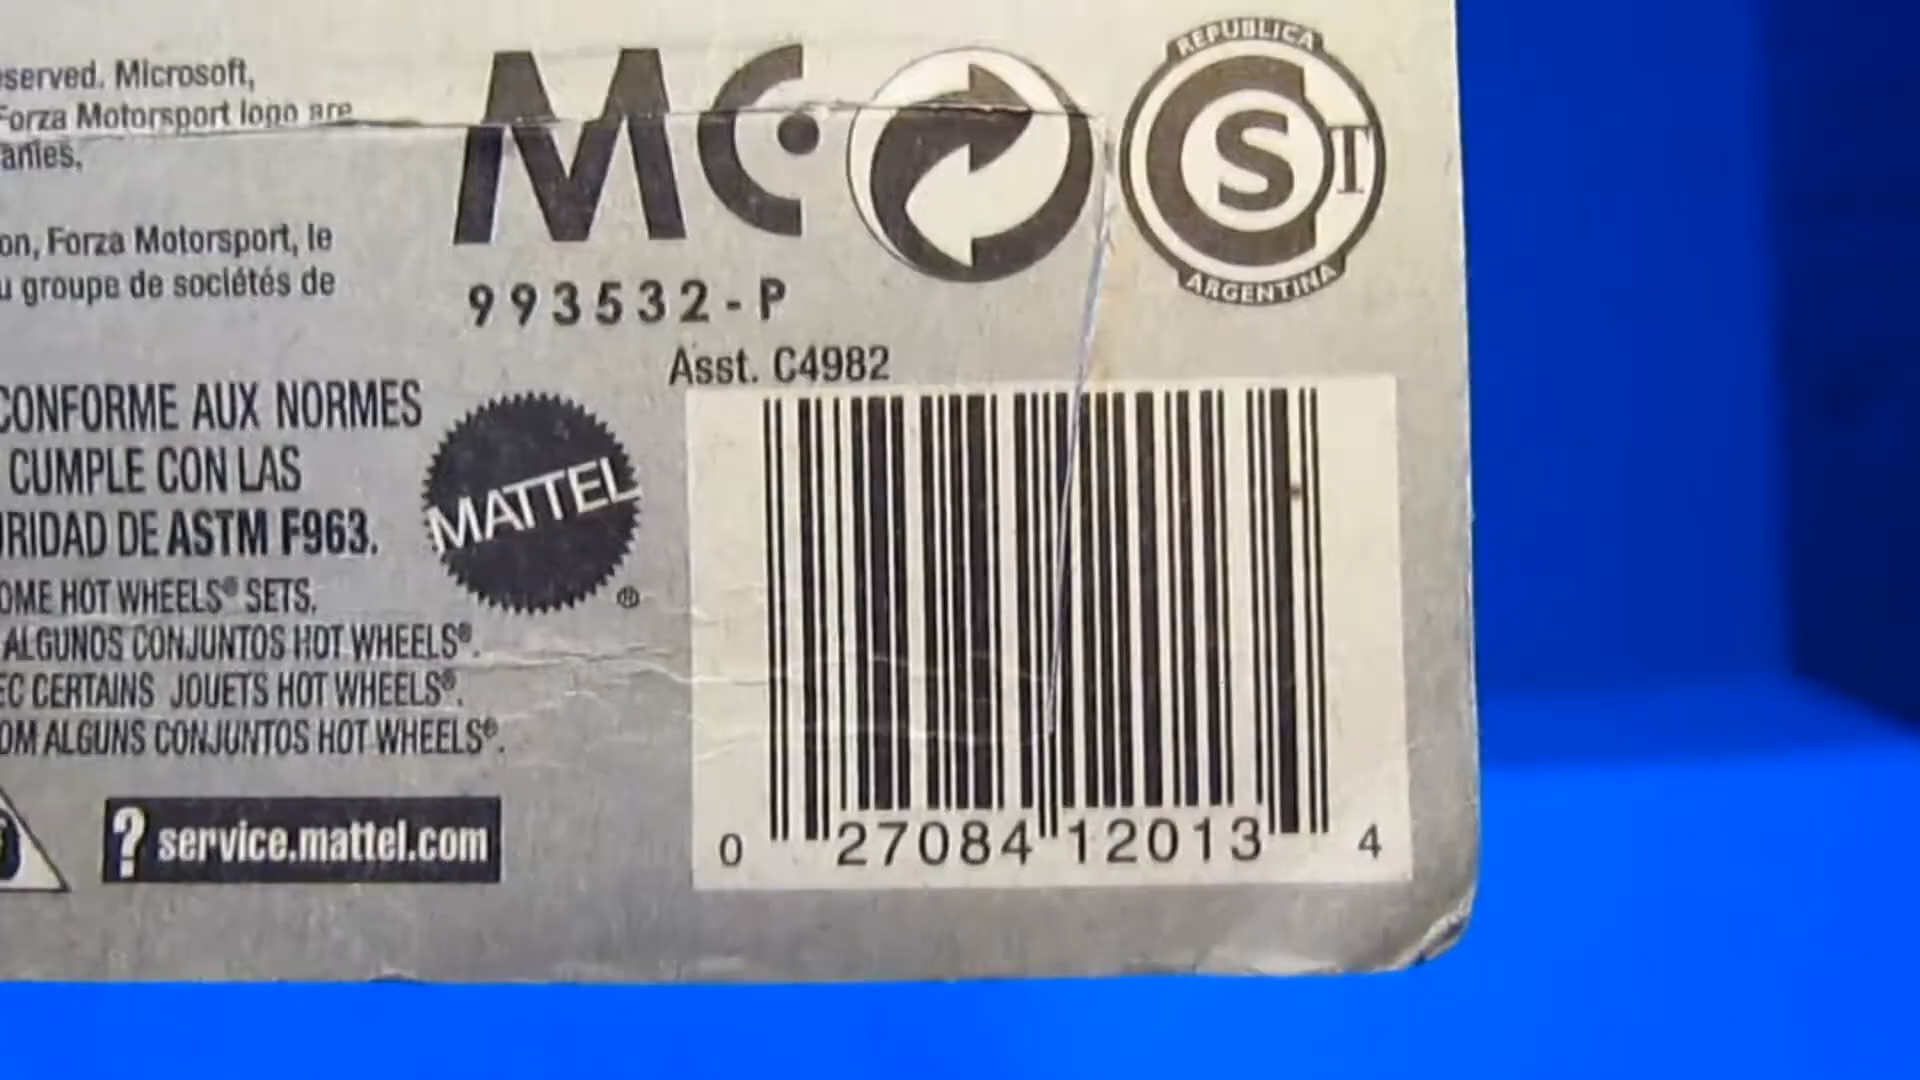 served. Microsoft,
Forza Motorsport logo are
anies.
on, Forza Motorsport, le
u groupe de sociétés de
CONFORME AUX NORMES
CUMPLE CON LAS
RIDAD DE ASTM F963.
OME HOT WHEELS® SETS.
ALGUNOS CONJUNTOS HOT WHEELS®.
EC CERTAINS JOUETS HOT WHEELS®.
OM ALGUNS CONJUNTOS HOT WHEELS®.
? service.mattel.com
MC
993532-P
REPUBLICA
S T
ARGENTINA
Asst. C4982
MATTEL
®
0 27084 12013 4